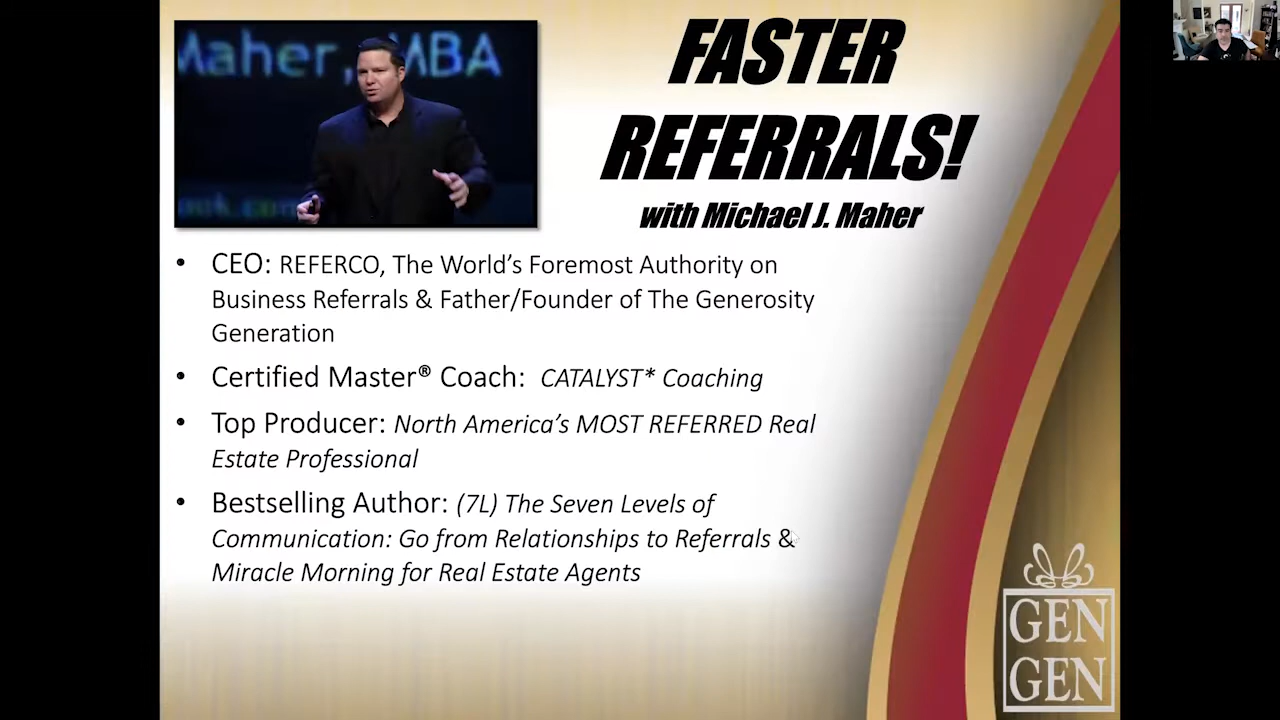 Maher, MBA
FASTER
REFERRALS!
with Michael J. Maher
• CEO: REFERCO, The World’s Foremost Authority on
Business Referrals & Father/Founder of The Generosity
Generation
• Certified Master® Coach: CATALYST* Coaching
• Top Producer: North America’s MOST REFERRED Real
Estate Professional
• Bestselling Author: (7L) The Seven Levels of
Communication: Go from Relationships to Referrals &
Miracle Morning for Real Estate Agents
GEN
GEN